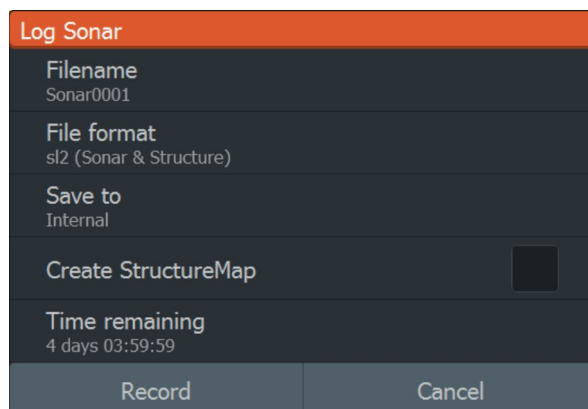 Log Sonar
Filename
Sonar0001
File format
sl2 (Sonar & Structure)
Save to
Internal
Create StructureMap
Time remaining
4 days 03:59:59
Record
Cancel